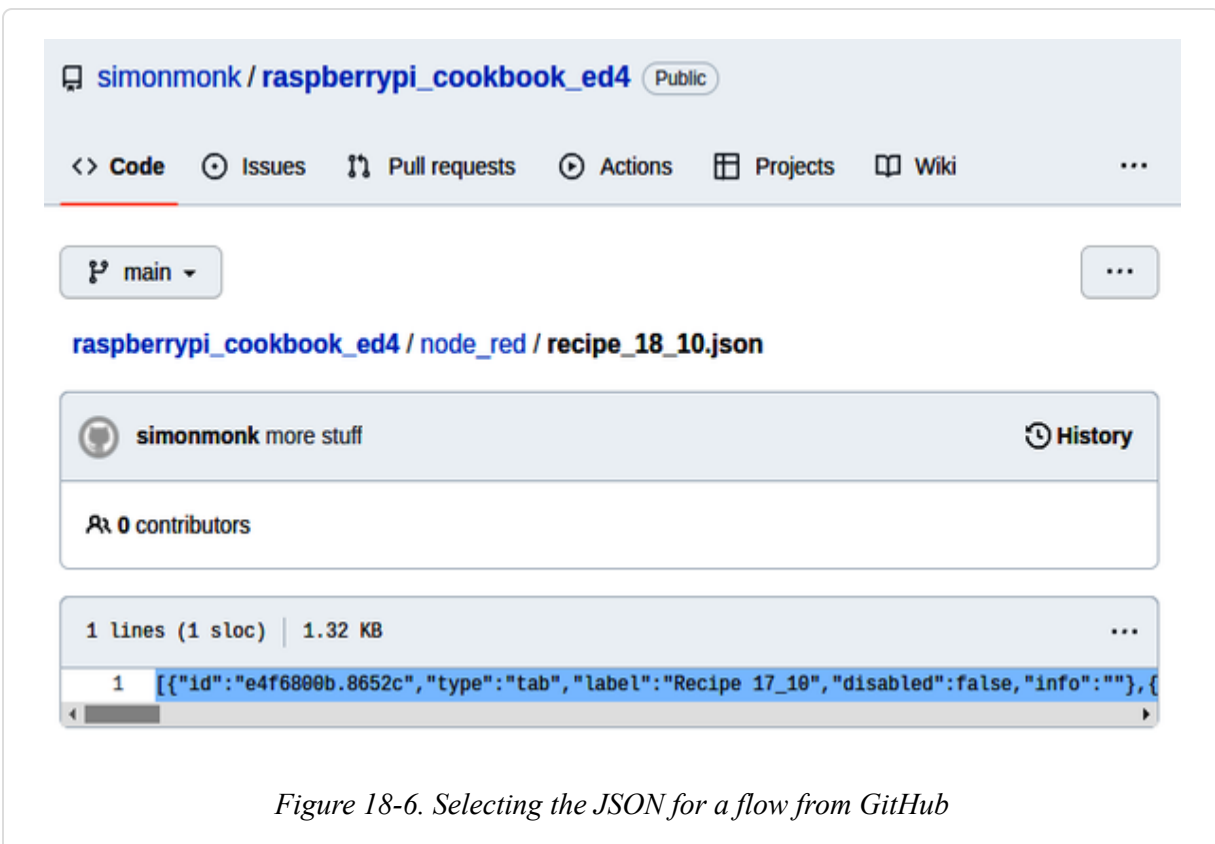 simonmonk / raspberrypi_cookbook_ed4 Public
<> Code Issues Pull requests Actions Projects Wiki ...
main ...
raspberrypi_cookbook_ed4 / node_red / recipe_18_10.json
simonmonk more stuff History
0 contributors
1 lines (1 sloc) | 1.32 KB ...
1 [{"id":"e4f6800b.8652c","type":"tab","label":"Recipe 17_10","disabled":false,"info":""},{
Figure 18-6. Selecting the JSON for a flow from GitHub